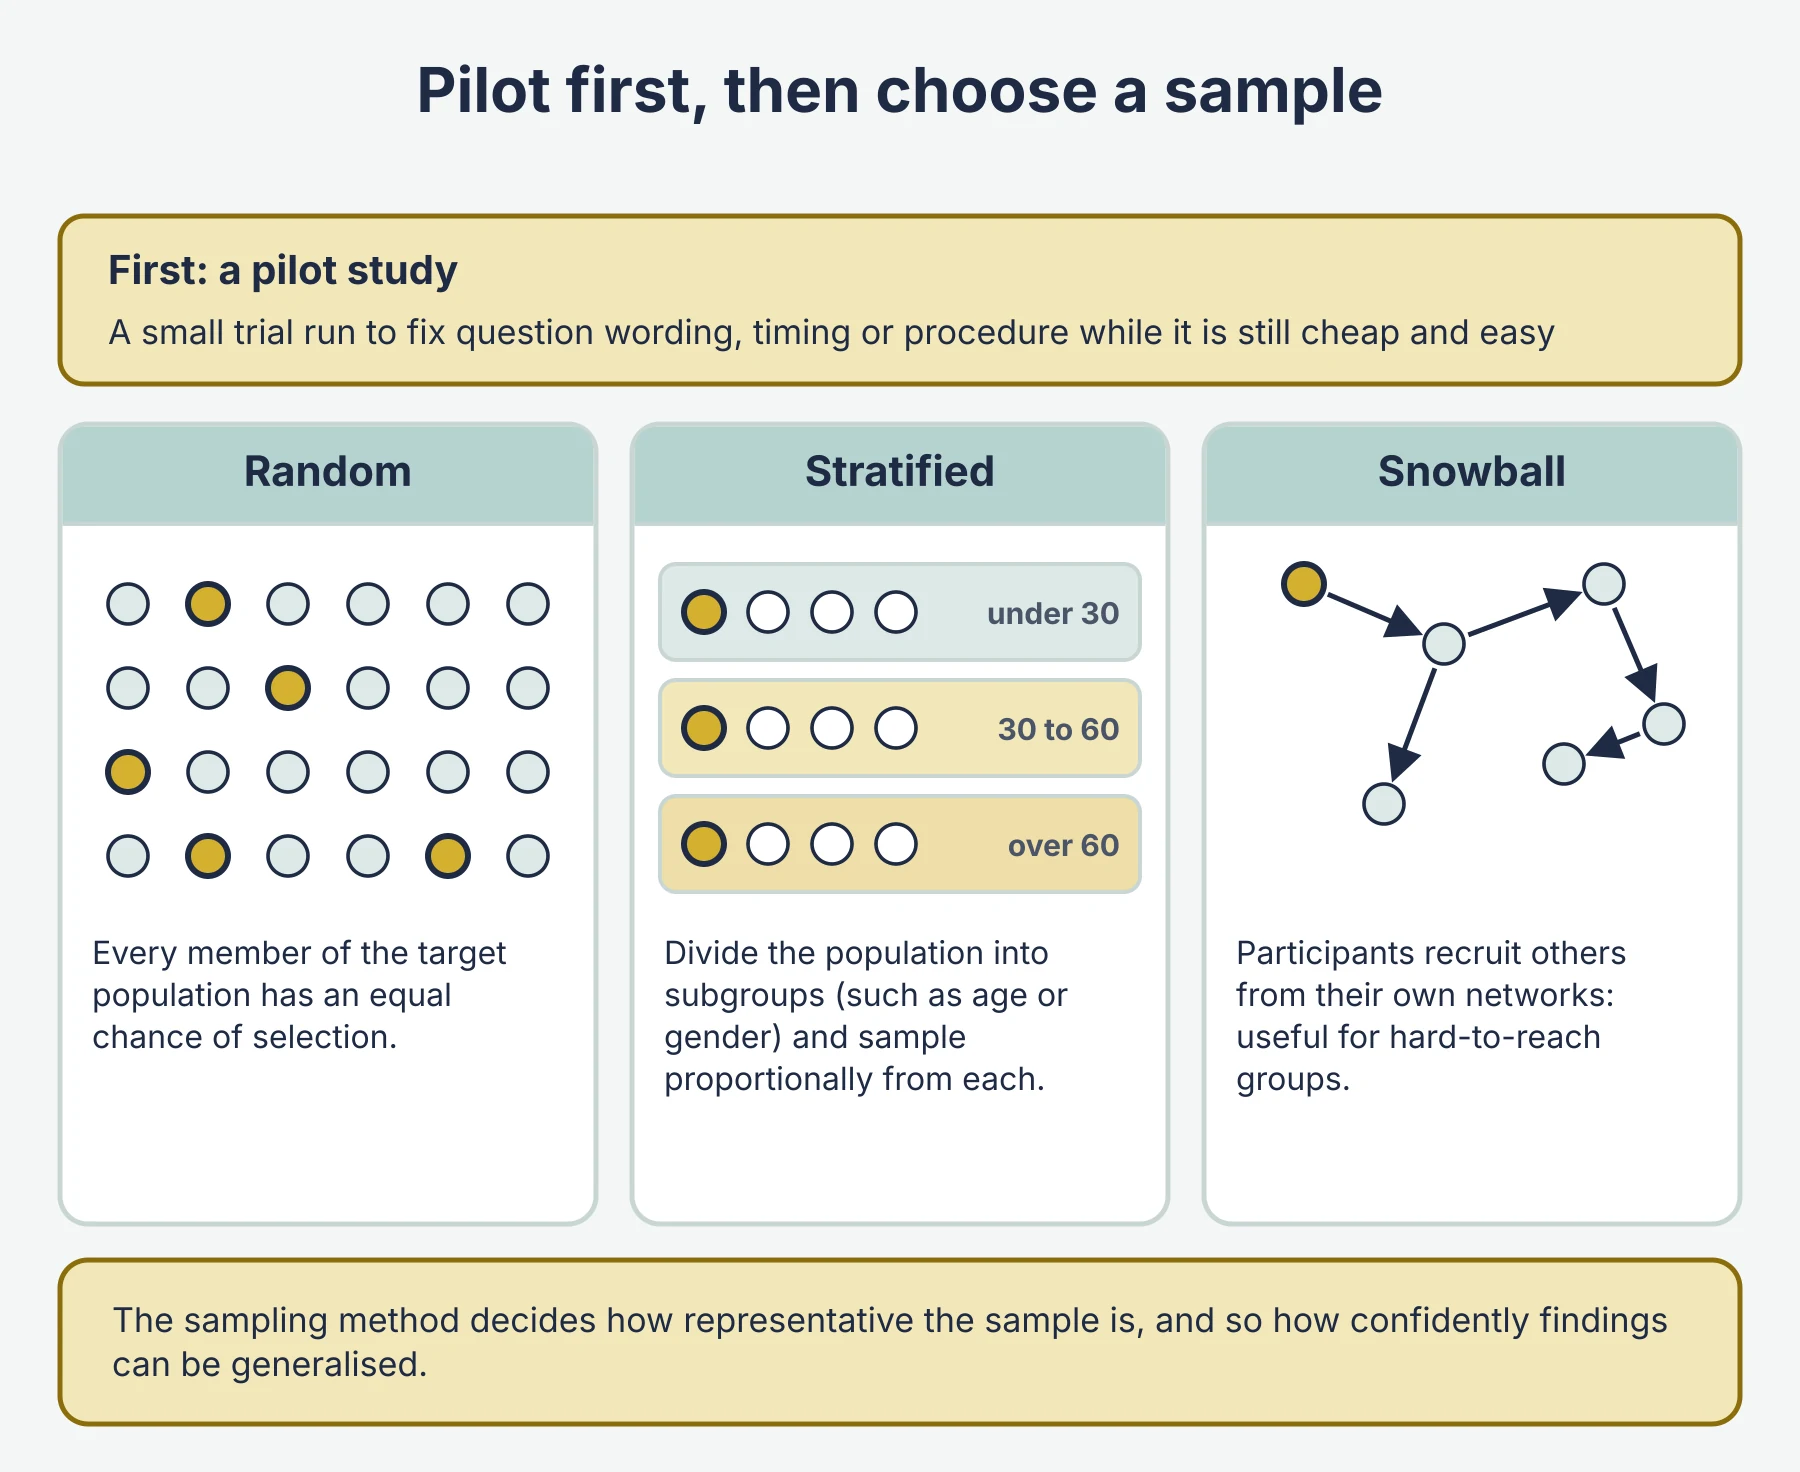 Pilot first, then choose a sample
First: a pilot study
A small trial run to fix question wording, timing or procedure while it is still cheap and easy
Random
Every member of the target
population has an equal
chance of selection.
Stratified
under 30
30 to 60
over 60
Divide the population into
subgroups (such as age or
gender) and sample
proportionally from each.
Snowball
Participants recruit others
from their own networks:
useful for hard-to-reach
groups.
The sampling method decides how representative the sample is, and so how confidently findings
can be generalised.